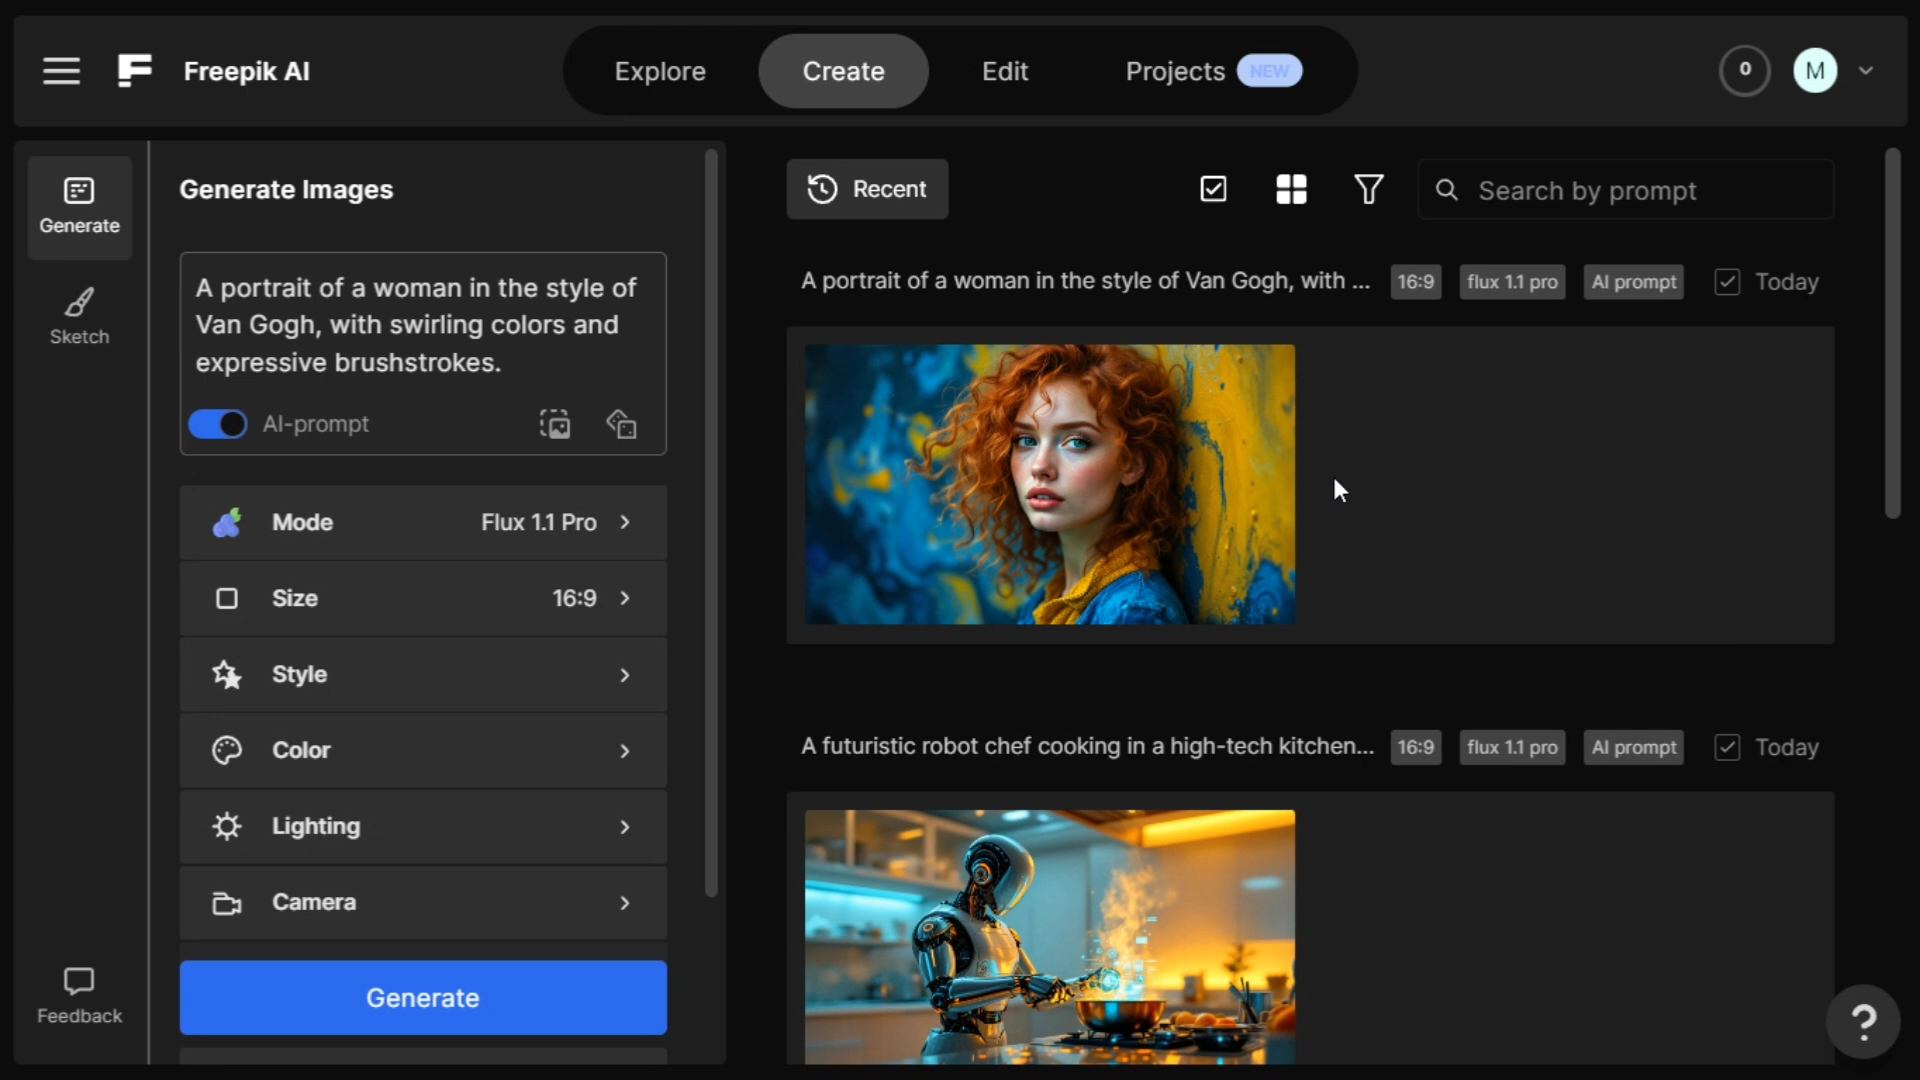 Freepik AI
Explore
Create
Edit
Projects NEW
0
M
Generate
Sketch
Feedback
Generate Images
A portrait of a woman in the style of
Van Gogh, with swirling colors and
expressive brushstrokes.
AI-prompt
Mode Flux 1.1 Pro
Size 16:9
Style
Color
Lighting
Camera
Generate
Recent
Search by prompt
A portrait of a woman in the style of Van Gogh, with ... 16:9 flux 1.1 pro AI prompt Today
A futuristic robot chef cooking in a high-tech kitchen... 16:9 flux 1.1 pro AI prompt Today
?